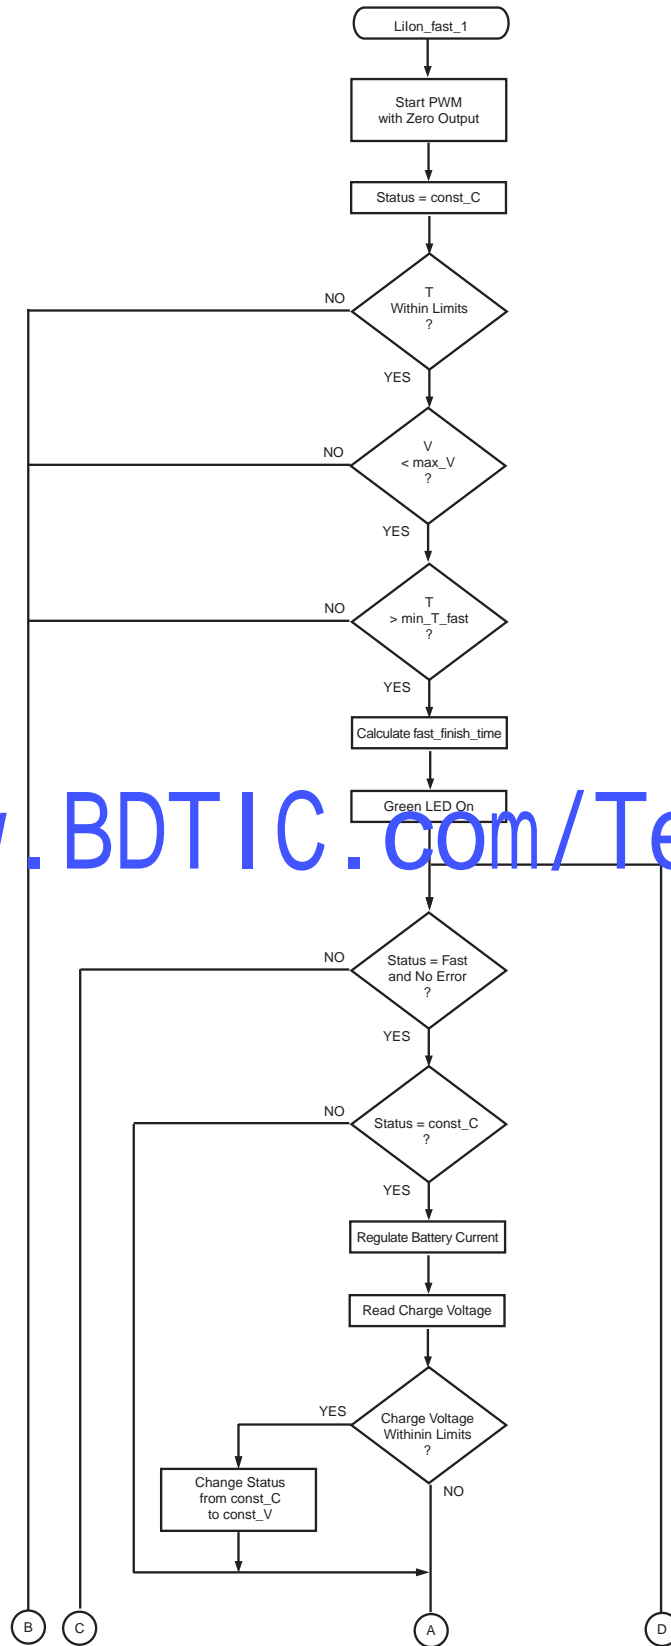 LiIon_fast_1
Start PWM
with Zero Output
Status = const_C
NO
T
Within Limits
?
YES
NO
V
< max_V
?
YES
NO
T
> min_T_fast
?
YES
Calculate fast_finish_time
Green LED On
.BDTIC.com/Te
NO
Status = Fast
and No Error
?
YES
NO
Status = const_C
?
YES
Regulate Battery Current
Read Charge Voltage
YES
Charge Voltage
Withinin Limits
?
NO
Change Status
from const_C
to const_V
B
C
A
D